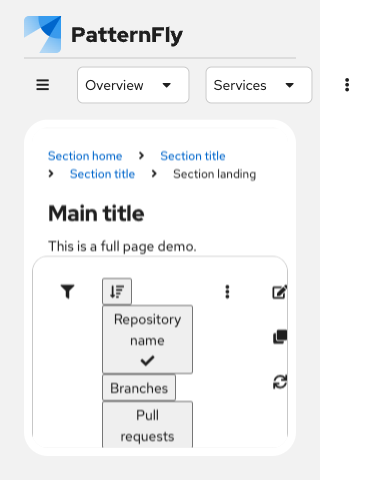 PatternFly
Overview
Services
Section home
Section title
Section title
Section landing
Main title
This is a full page demo.
Repository
name
Branches
Pull
requests